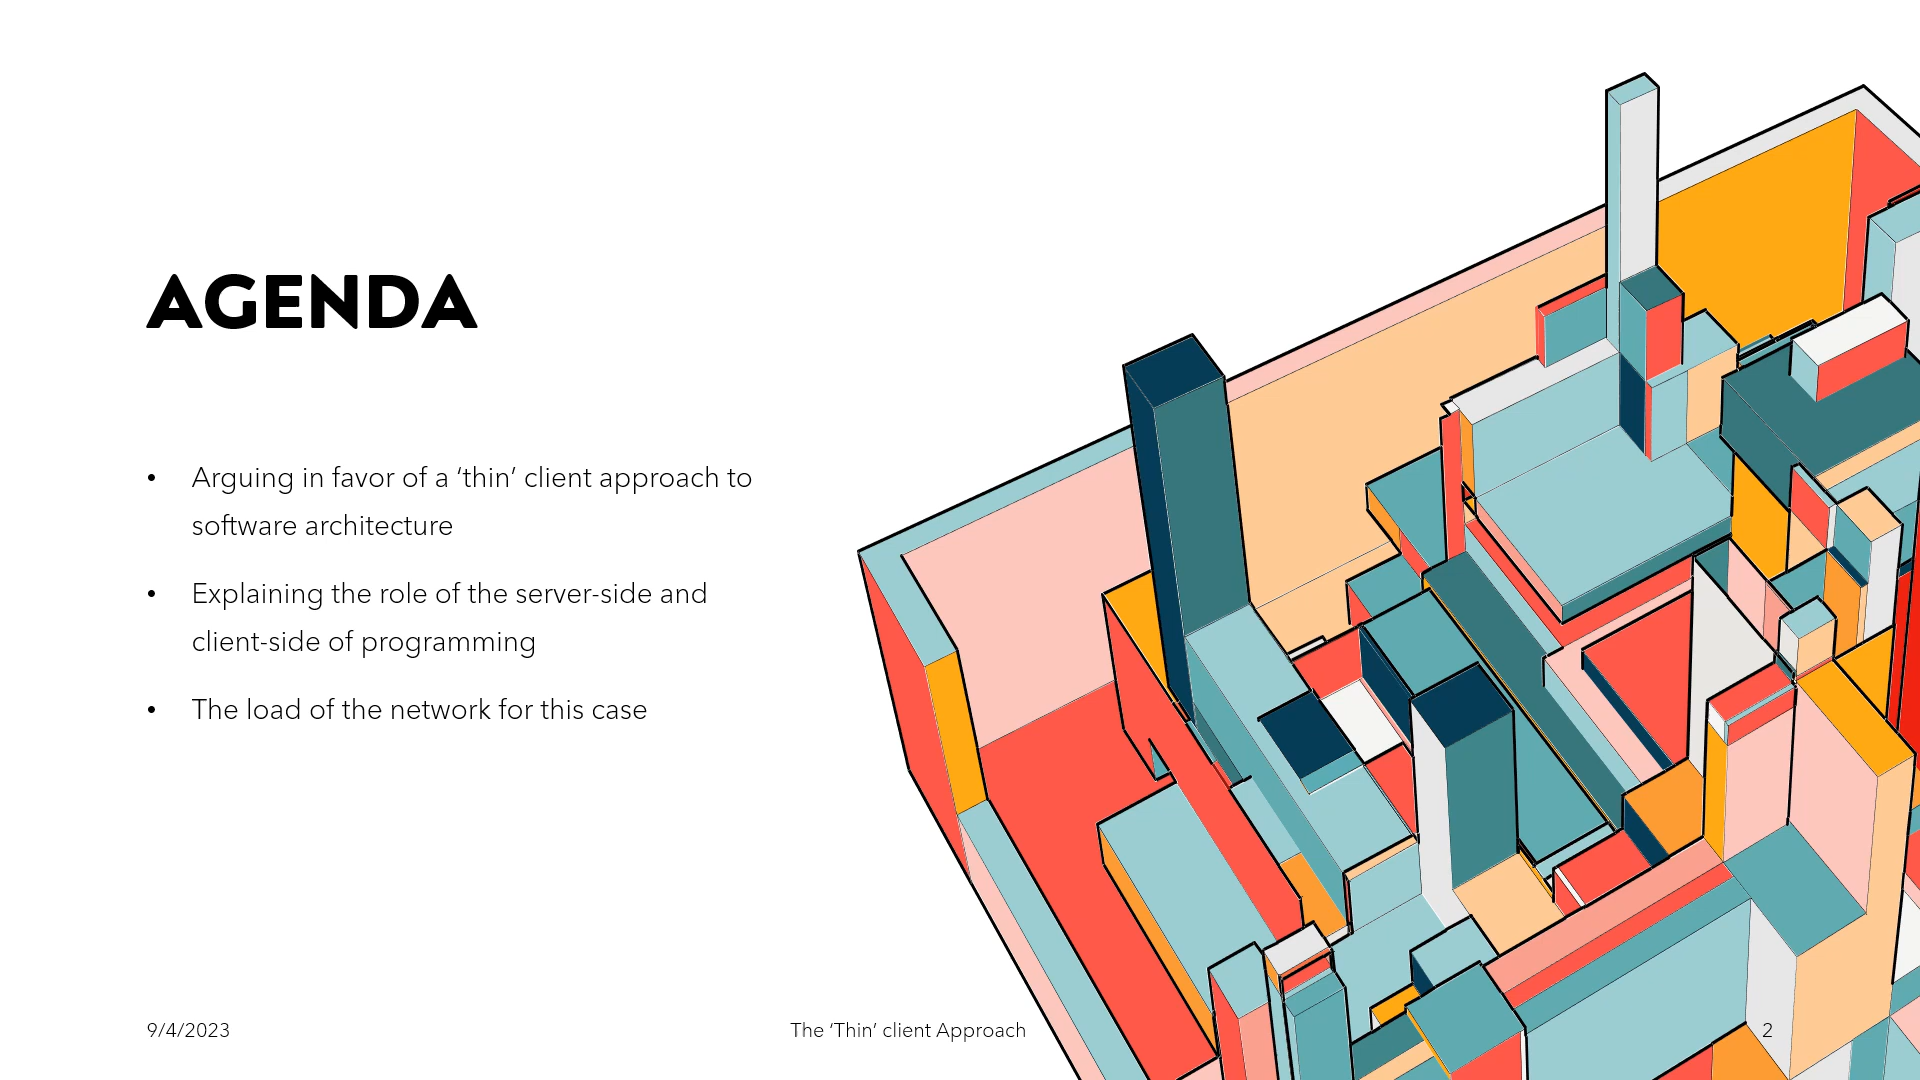 AGENDA
• Arguing in favor of a ‘thin’ client approach to
software architecture
• Explaining the role of the server-side and
client-side of programming
• The load of the network for this case
9/4/2023
The ‘Thin’ client Approach
2